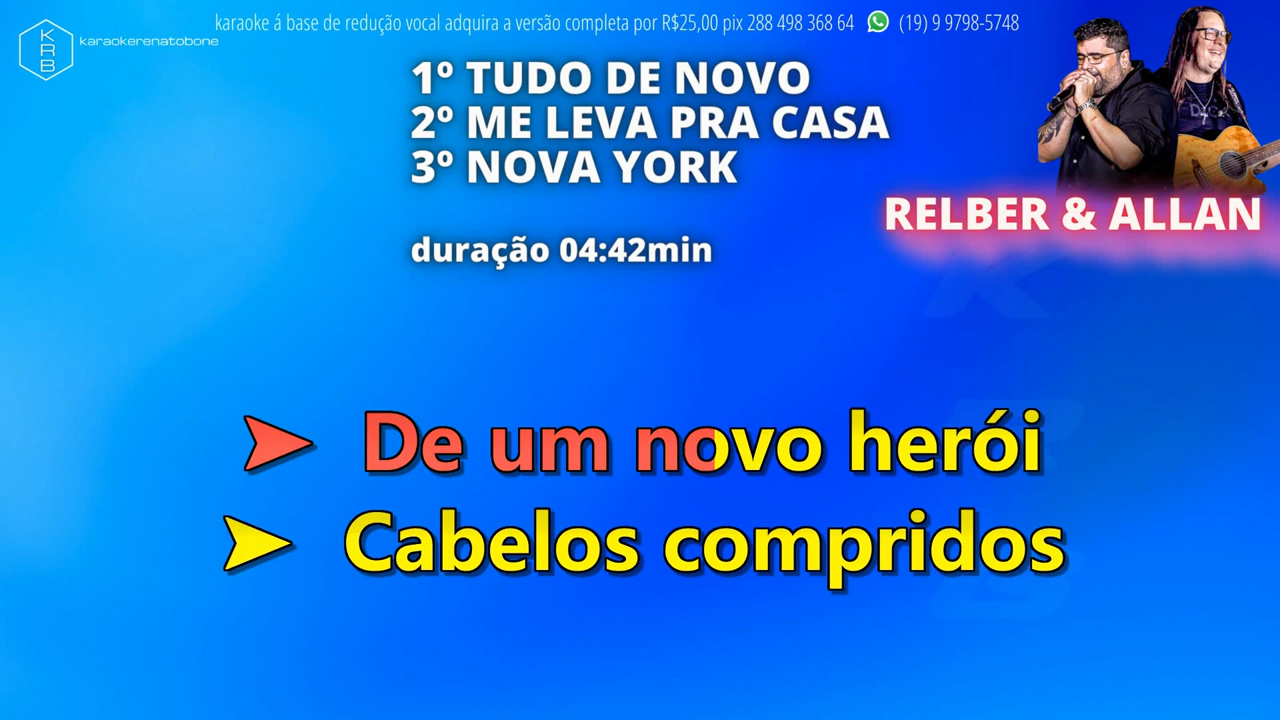 karaoke á base de redução vocal adquira a versão completa por R$25,00 pix 288 498 368 64 (19) 9 9798-5748
KRB
karaokerenatobone
1º TUDO DE NOVO
2º ME LEVA PRA CASA
3º NOVA YORK
RELBER & ALLAN
duração 04:42min
De um novo herói
Cabelos compridos